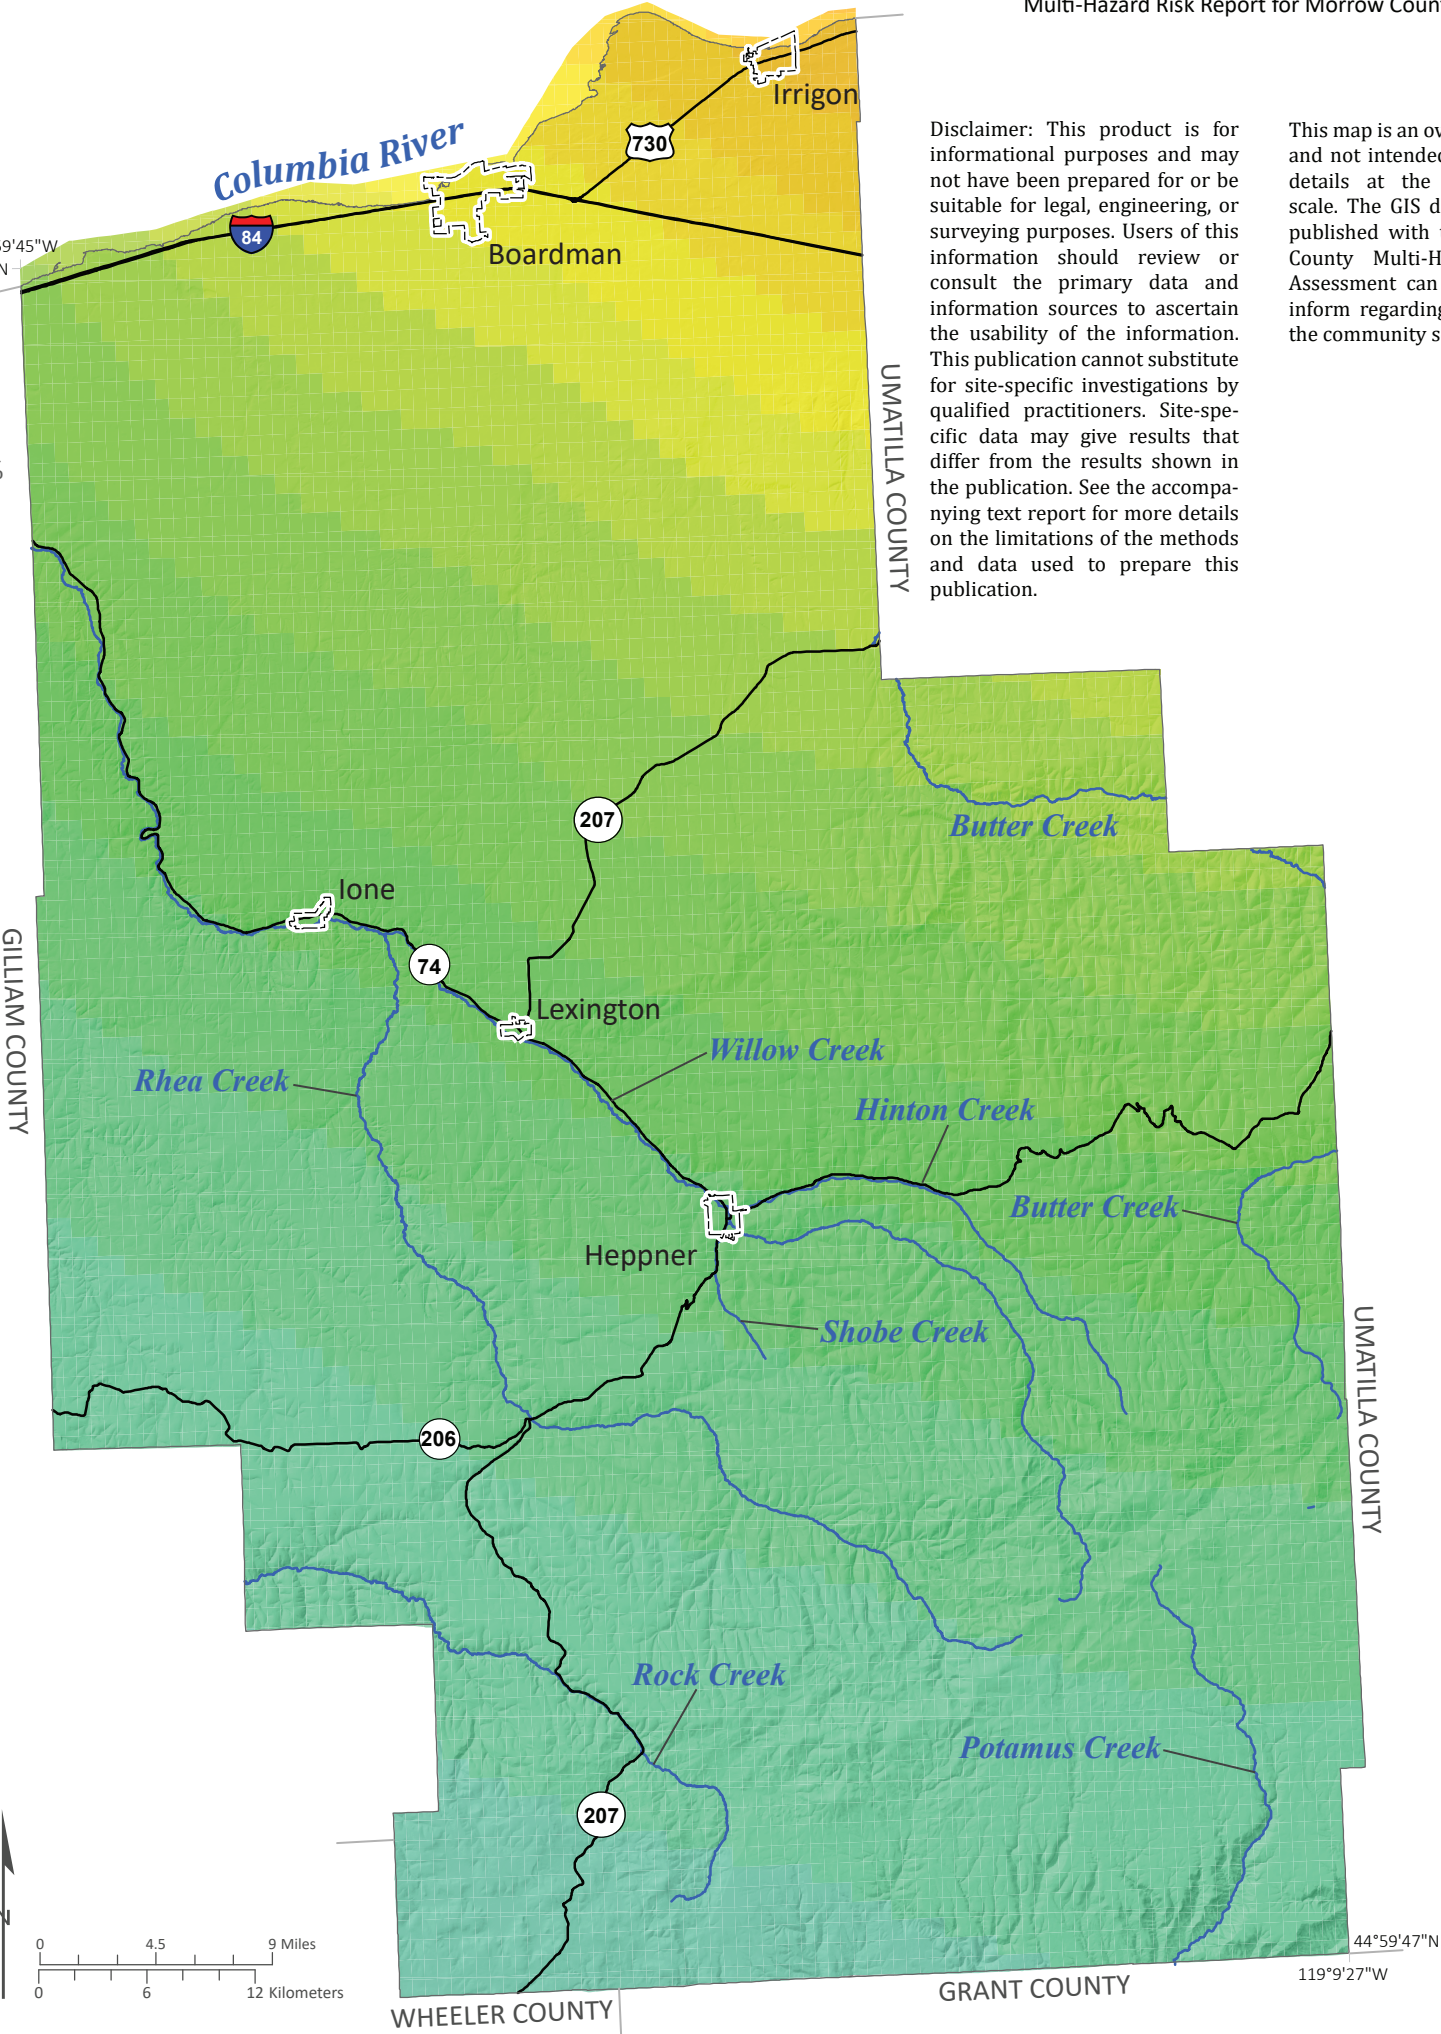 Multi-Hazard Risk Report for Morrow Coun
Irrigon
730
Columbia River
84
Boardman
59'45"W
N
Disclaimer: This product is for
informational purposes and may
not have been prepared for or be
suitable for legal, engineering, or
surveying purposes. Users of this
information should review or
consult the primary data and
information sources to ascertain
the usability of the information.
This publication cannot substitute
for site-specific investigations by
qualified practitioners. Site-spe-
cific data may give results that
differ from the results shown in
the publication. See the accompa-
nying text report for more details
on the limitations of the methods
and data used to prepare this
publication.
This map is an ov
and not intended
details at the
scale. The GIS d
published with
County Multi-H
Assessment can
inform regarding
the community s
UMATILLA COUNTY
207
Butter Creek
Ione
74
Lexington
GILLIAM COUNTY
Willow Creek
Rhea Creek
Hinton Creek
Butter Creek
Heppner
Shobe Creek
UMATILLA COUNTY
206
Rock Creek
Potamus Creek
207
N
0 4.5 9 Miles
0 6 12 Kilometers
44°59'47"N
119°9'27"W
GRANT COUNTY
WHEELER COUNTY